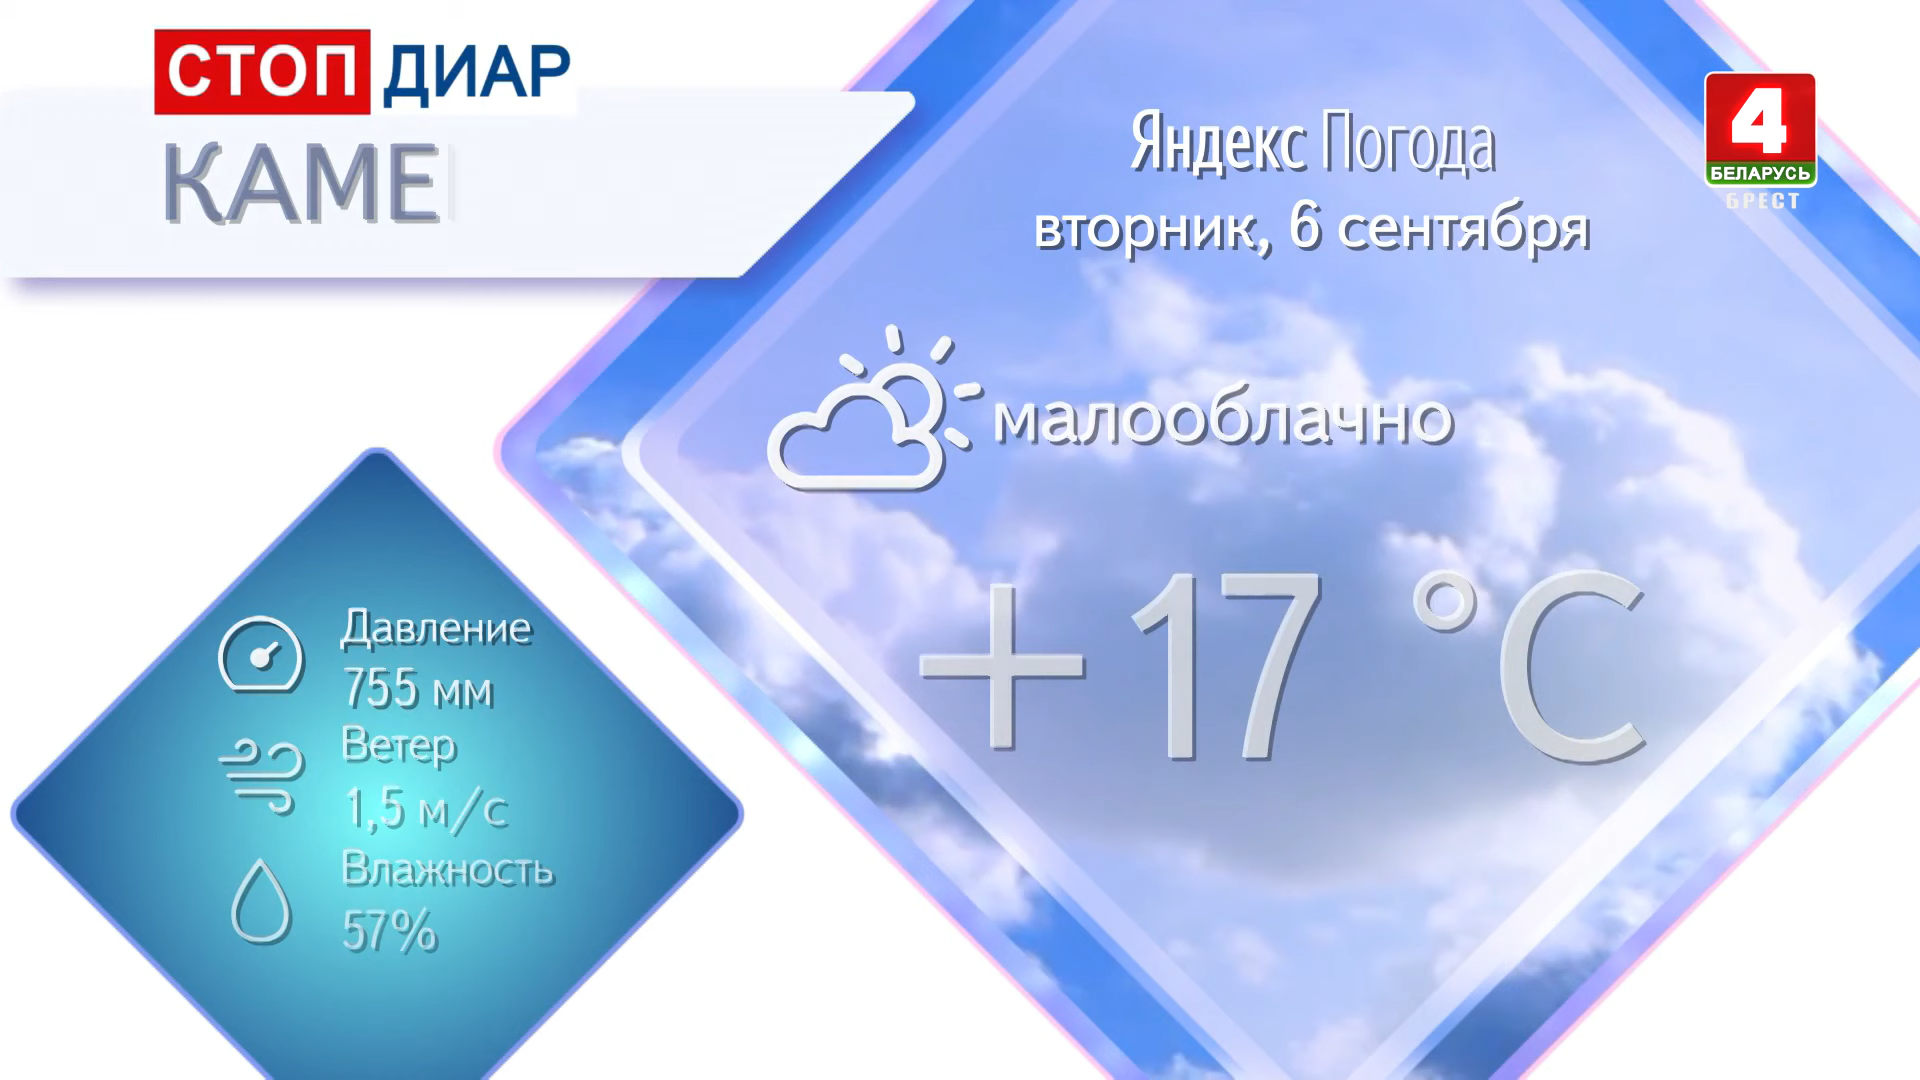 СТОП ДИАР
КАМЕ
Яндекс Погода
вторник, 6 сентября
4
БЕЛАРУСЬ
БРЕСТ
малооблачно
+17 °C
Давление
755 мм
Ветер
1,5 м/с
Влажность
57%